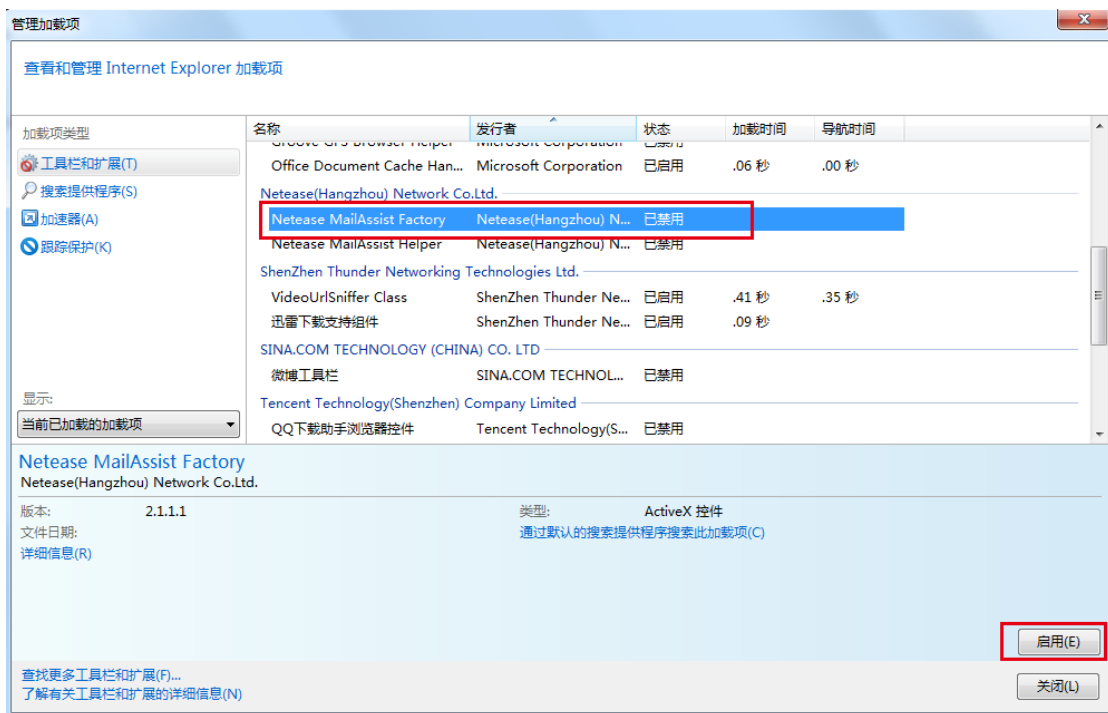 管理加载项
查看和管理 Internet Explorer 加载项
加载项类型
工具栏和扩展(T)
搜索提供程序(S)
加速器(A)
跟踪保护(K)
显示:
当前已加载的加载项
名称 发行者 状态 加载时间 导航时间
Groove GFS Browser Helper Microsoft Corporation 已禁用
Office Document Cache Han... Microsoft Corporation 已启用 .06 秒 .00 秒
Netease(Hangzhou) Network Co.Ltd.
Netease MailAssist Factory Netease(Hangzhou) N... 已禁用
Netease MailAssist Helper Netease(Hangzhou) N... 已禁用
ShenZhen Thunder Networking Technologies Ltd.
VideoUrlSniffer Class ShenZhen Thunder Ne... 已启用 .41 秒 .35 秒
迅雷下载支持组件 ShenZhen Thunder Ne... 已启用 .09 秒
SINA.COM TECHNOLOGY (CHINA) CO. LTD
微博工具栏 SINA.COM TECHNOL... 已禁用
Tencent Technology(Shenzhen) Company Limited
QQ下载助手浏览器控件 Tencent Technology(S... 已禁用
Netease MailAssist Factory
Netease(Hangzhou) Network Co.Ltd.
版本: 2.1.1.1 类型: ActiveX 控件
文件日期: 通过默认的搜索提供程序搜索此加载项(C)
详细信息(R)
启用(E)
查找更多工具栏和扩展(F)...
了解有关工具栏和扩展的详细信息(N)
关闭(L)